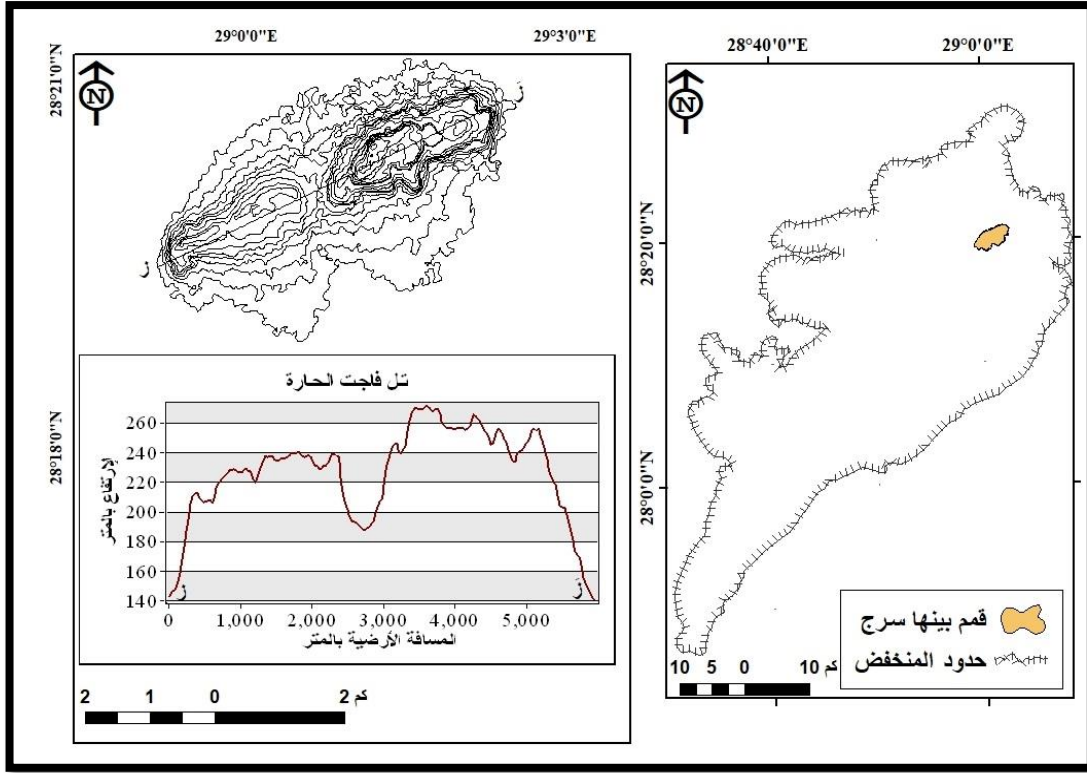 29°0'0"E
29°3'0"E
28°21'0"N
28°18'0"N
N
زَ
ز
تل فاجت الحارة
الإرتفاع بالمتر
260
240
220
200
180
160
140
ز
زَ
0
1,000
2,000
3,000
4,000
5,000
المسافة الأرضية بالمتر
2 1 0 2 كم
28°40'0"E
29°0'0"E
28°20'0"N
28°0'0"N
N
قمم بينها سرج
حدود المنخفض
10 5 0 10 كم